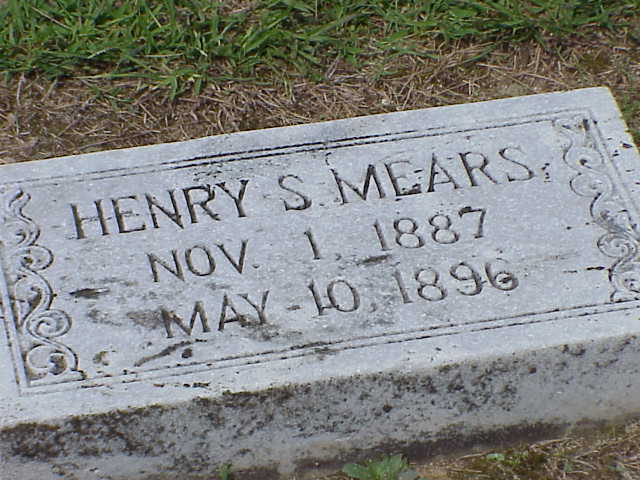 HENRY S. MEARS
NOV. 1. 1887
MAY 10, 1896